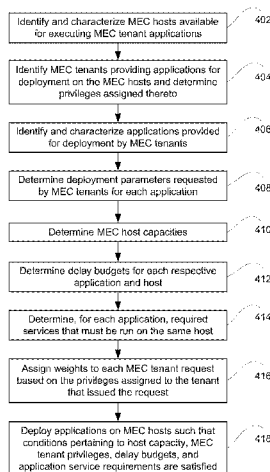 Identify and characterize MEC hosts available
for executing MEC tenant applications
402
Identify MEC tenants providing applications for
deployment on the MEC hosts and determine
privileges assigned thereto
404
Identify and characterize applications provided
for deployment by MEC tenants
406
Determine deployment parameters requested
by MEC tenants for each application
408
Determine MEC host capacities
410
Determine delay budgets for each respective
application and host
412
Determine, for each application, required
services that must be run on the same host
414
Assign weights to each MEC tenant request
based on the privileges assigned to the tenant
that issued the request
416
Deploy applications on MEC hosts such that
conditions pertaining to host capacity, MEC
tenant privileges, delay budgets, and
application service requirements are satisfied
418